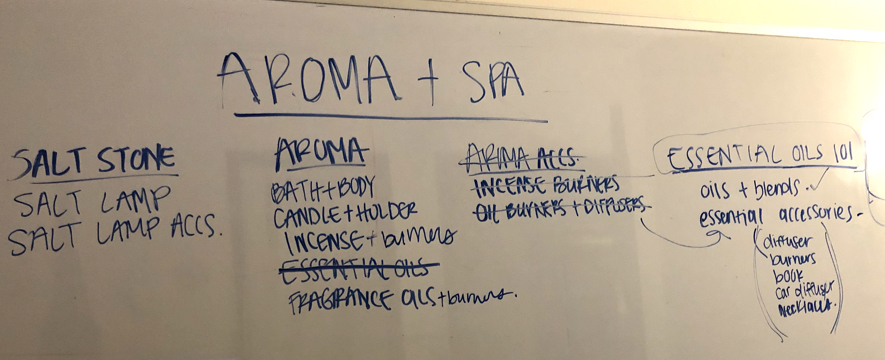 AROMA + SPA
SALT STONE
SALT LAMP
SALT LAMP ACCS.
AROMA
BATH + BODY
CANDLE + HOLDER
INCENSE + burners
ESSENTIAL OILS
FRAGRANCE OILS + burners.
AROMA ACCS.
INCENSE BURNERS
OIL BURNERS + DIFFUSERS
ESSENTIAL OILS 101
oils + blends
essential accessories
diffuser
burners
book
car diffuser
necklaces.